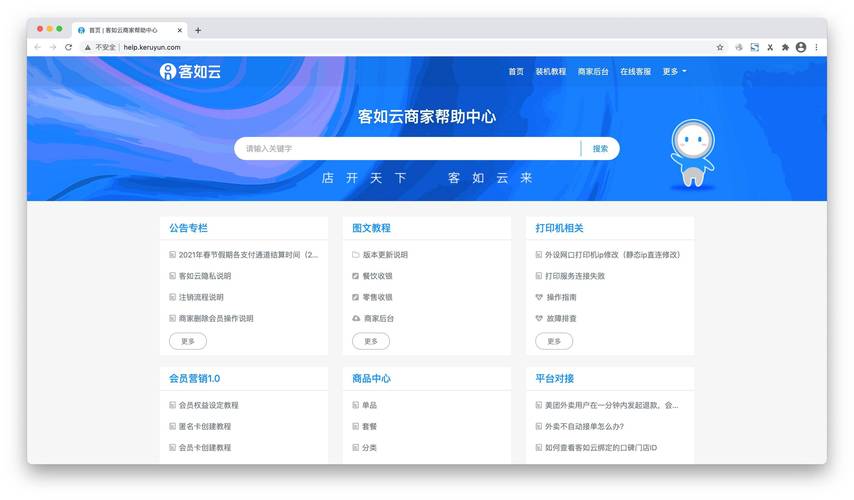 首页 | 客如云商家帮助中心
不安全 | help.keruyun.com
客如云
首页 装机教程 商家后台 在线客服 更多
客如云商家帮助中心
请输入关键字 搜索
店开天下 客如云来
公告专栏
2021年春节假期各支付通道结算时间（2...
客如云隐私说明
注销流程说明
商家删除会员操作说明
更多
图文教程
版本更新说明
餐饮收银
零售收银
商家后台
更多
打印机相关
外设网口打印机ip修改（静态ip直连修改）
打印服务连接失败
操作指南
故障排查
更多
会员营销1.0
会员权益设定教程
匿名卡创建教程
会员卡创建教程
商品中心
单品
套餐
分类
平台对接
美团外卖用户在一分钟内发起退款，会...
外卖不自动接单怎么办?
如何查看客如云绑定的口碑门店ID